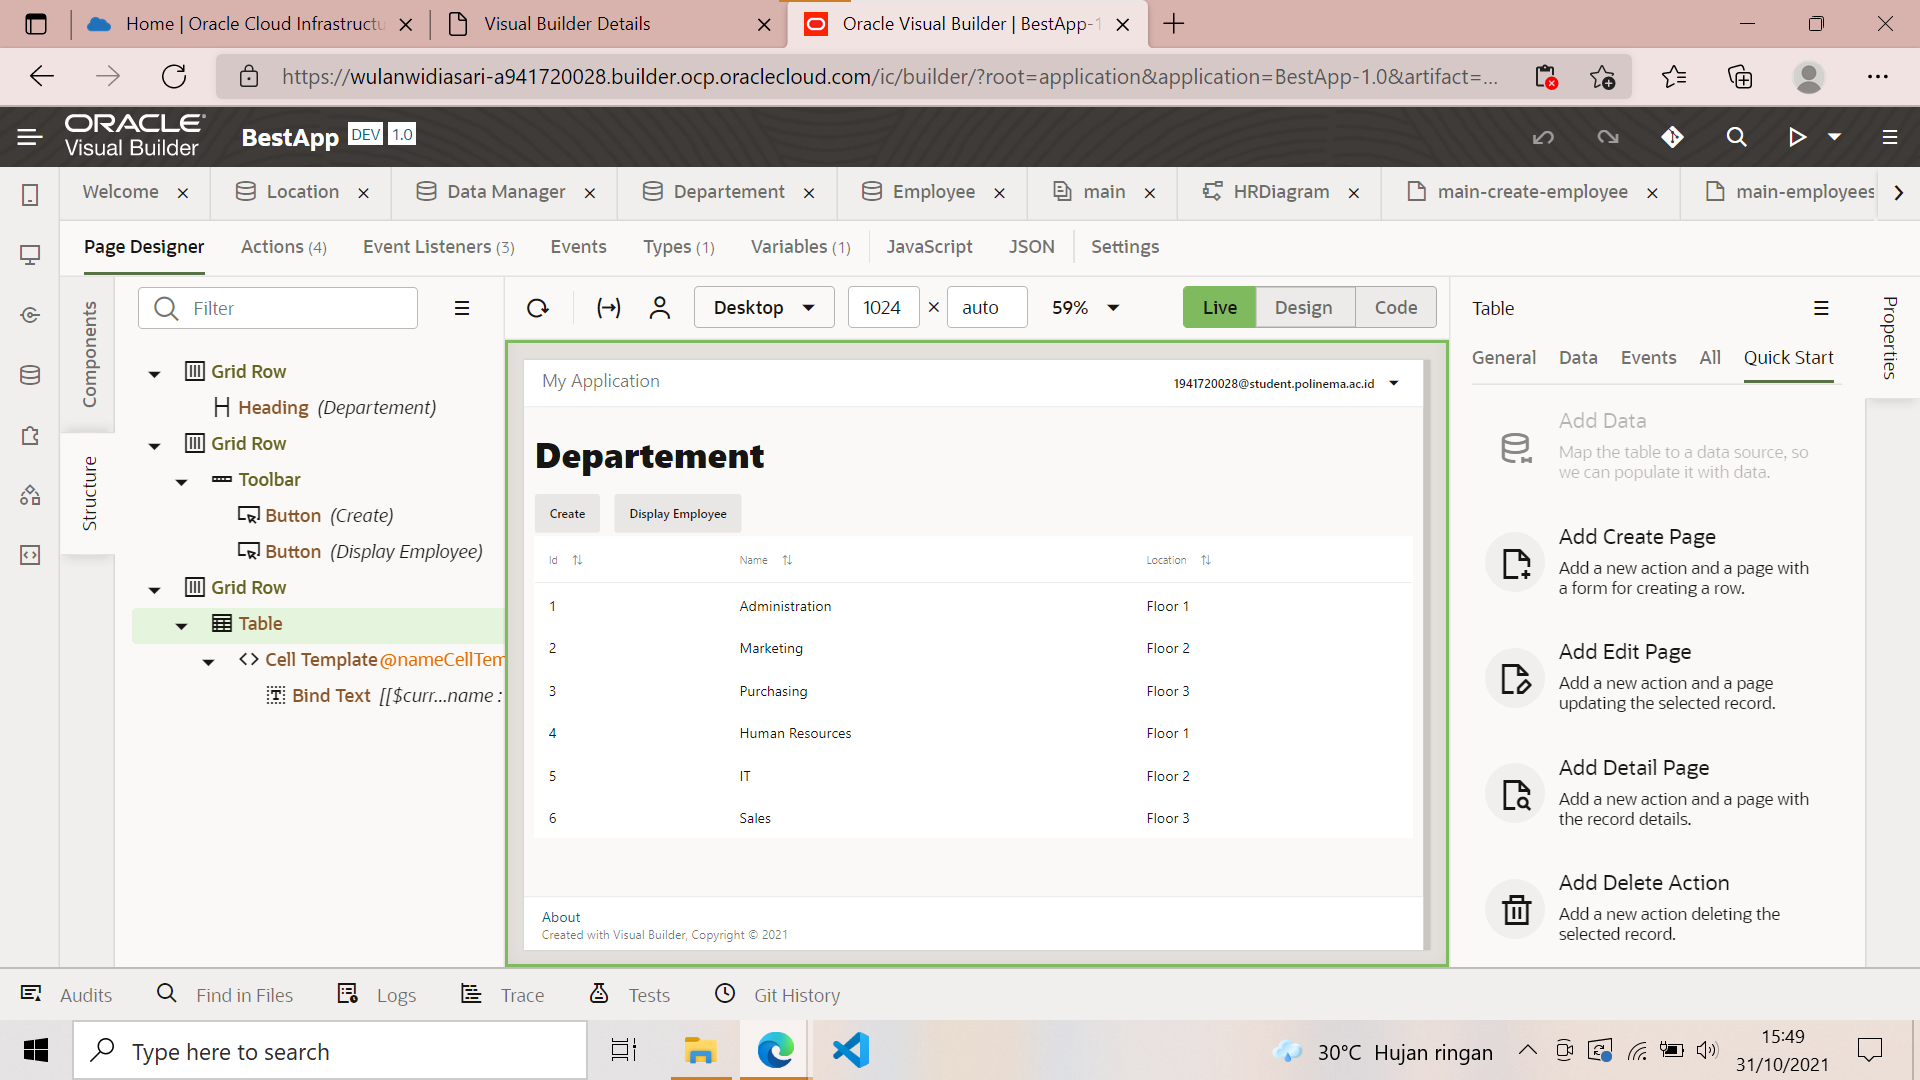 Home | Oracle Cloud Infrastructu
Visual Builder Details
Oracle Visual Builder | BestApp-1
https://wulanwidiasari-a941720028.builder.ocp.oraclecloud.com/ic/builder/?root=application&application=BestApp-1.0&artifact=...
ORACLE
Visual Builder
BestApp DEV 1.0
Welcome
Location
Data Manager
Departement
Employee
main
HRDiagram
main-create-employee
main-employees
Page Designer
Actions (4)
Event Listeners (3)
Events
Types (1)
Variables (1)
JavaScript
JSON
Settings
Components
Structure
Filter
Grid Row
Heading (Departement)
Grid Row
Toolbar
Button (Create)
Button (Display Employee)
Grid Row
Table
Cell Template @nameCellTem
Bind Text [[$curr...name :
Desktop
1024 × auto
59%
Live
Design
Code
My Application
1941720028@student.polinema.ac.id
Departement
Create
Display Employee
Id Name Location
1 Administration Floor 1
2 Marketing Floor 2
3 Purchasing Floor 3
4 Human Resources Floor 1
5 IT Floor 2
6 Sales Floor 3
About
Created with Visual Builder, Copyright © 2021
Table
Properties
General
Data
Events
All
Quick Start
Add Data
Map the table to a data source, so
we can populate it with data.
Add Create Page
Add a new action and a page with
a form for creating a row.
Add Edit Page
Add a new action and a page
updating the selected record.
Add Detail Page
Add a new action and a page with
the record details.
Add Delete Action
Add a new action deleting the
selected record.
Audits
Find in Files
Logs
Trace
Tests
Git History
Type here to search
30°C Hujan ringan
15:49
31/10/2021